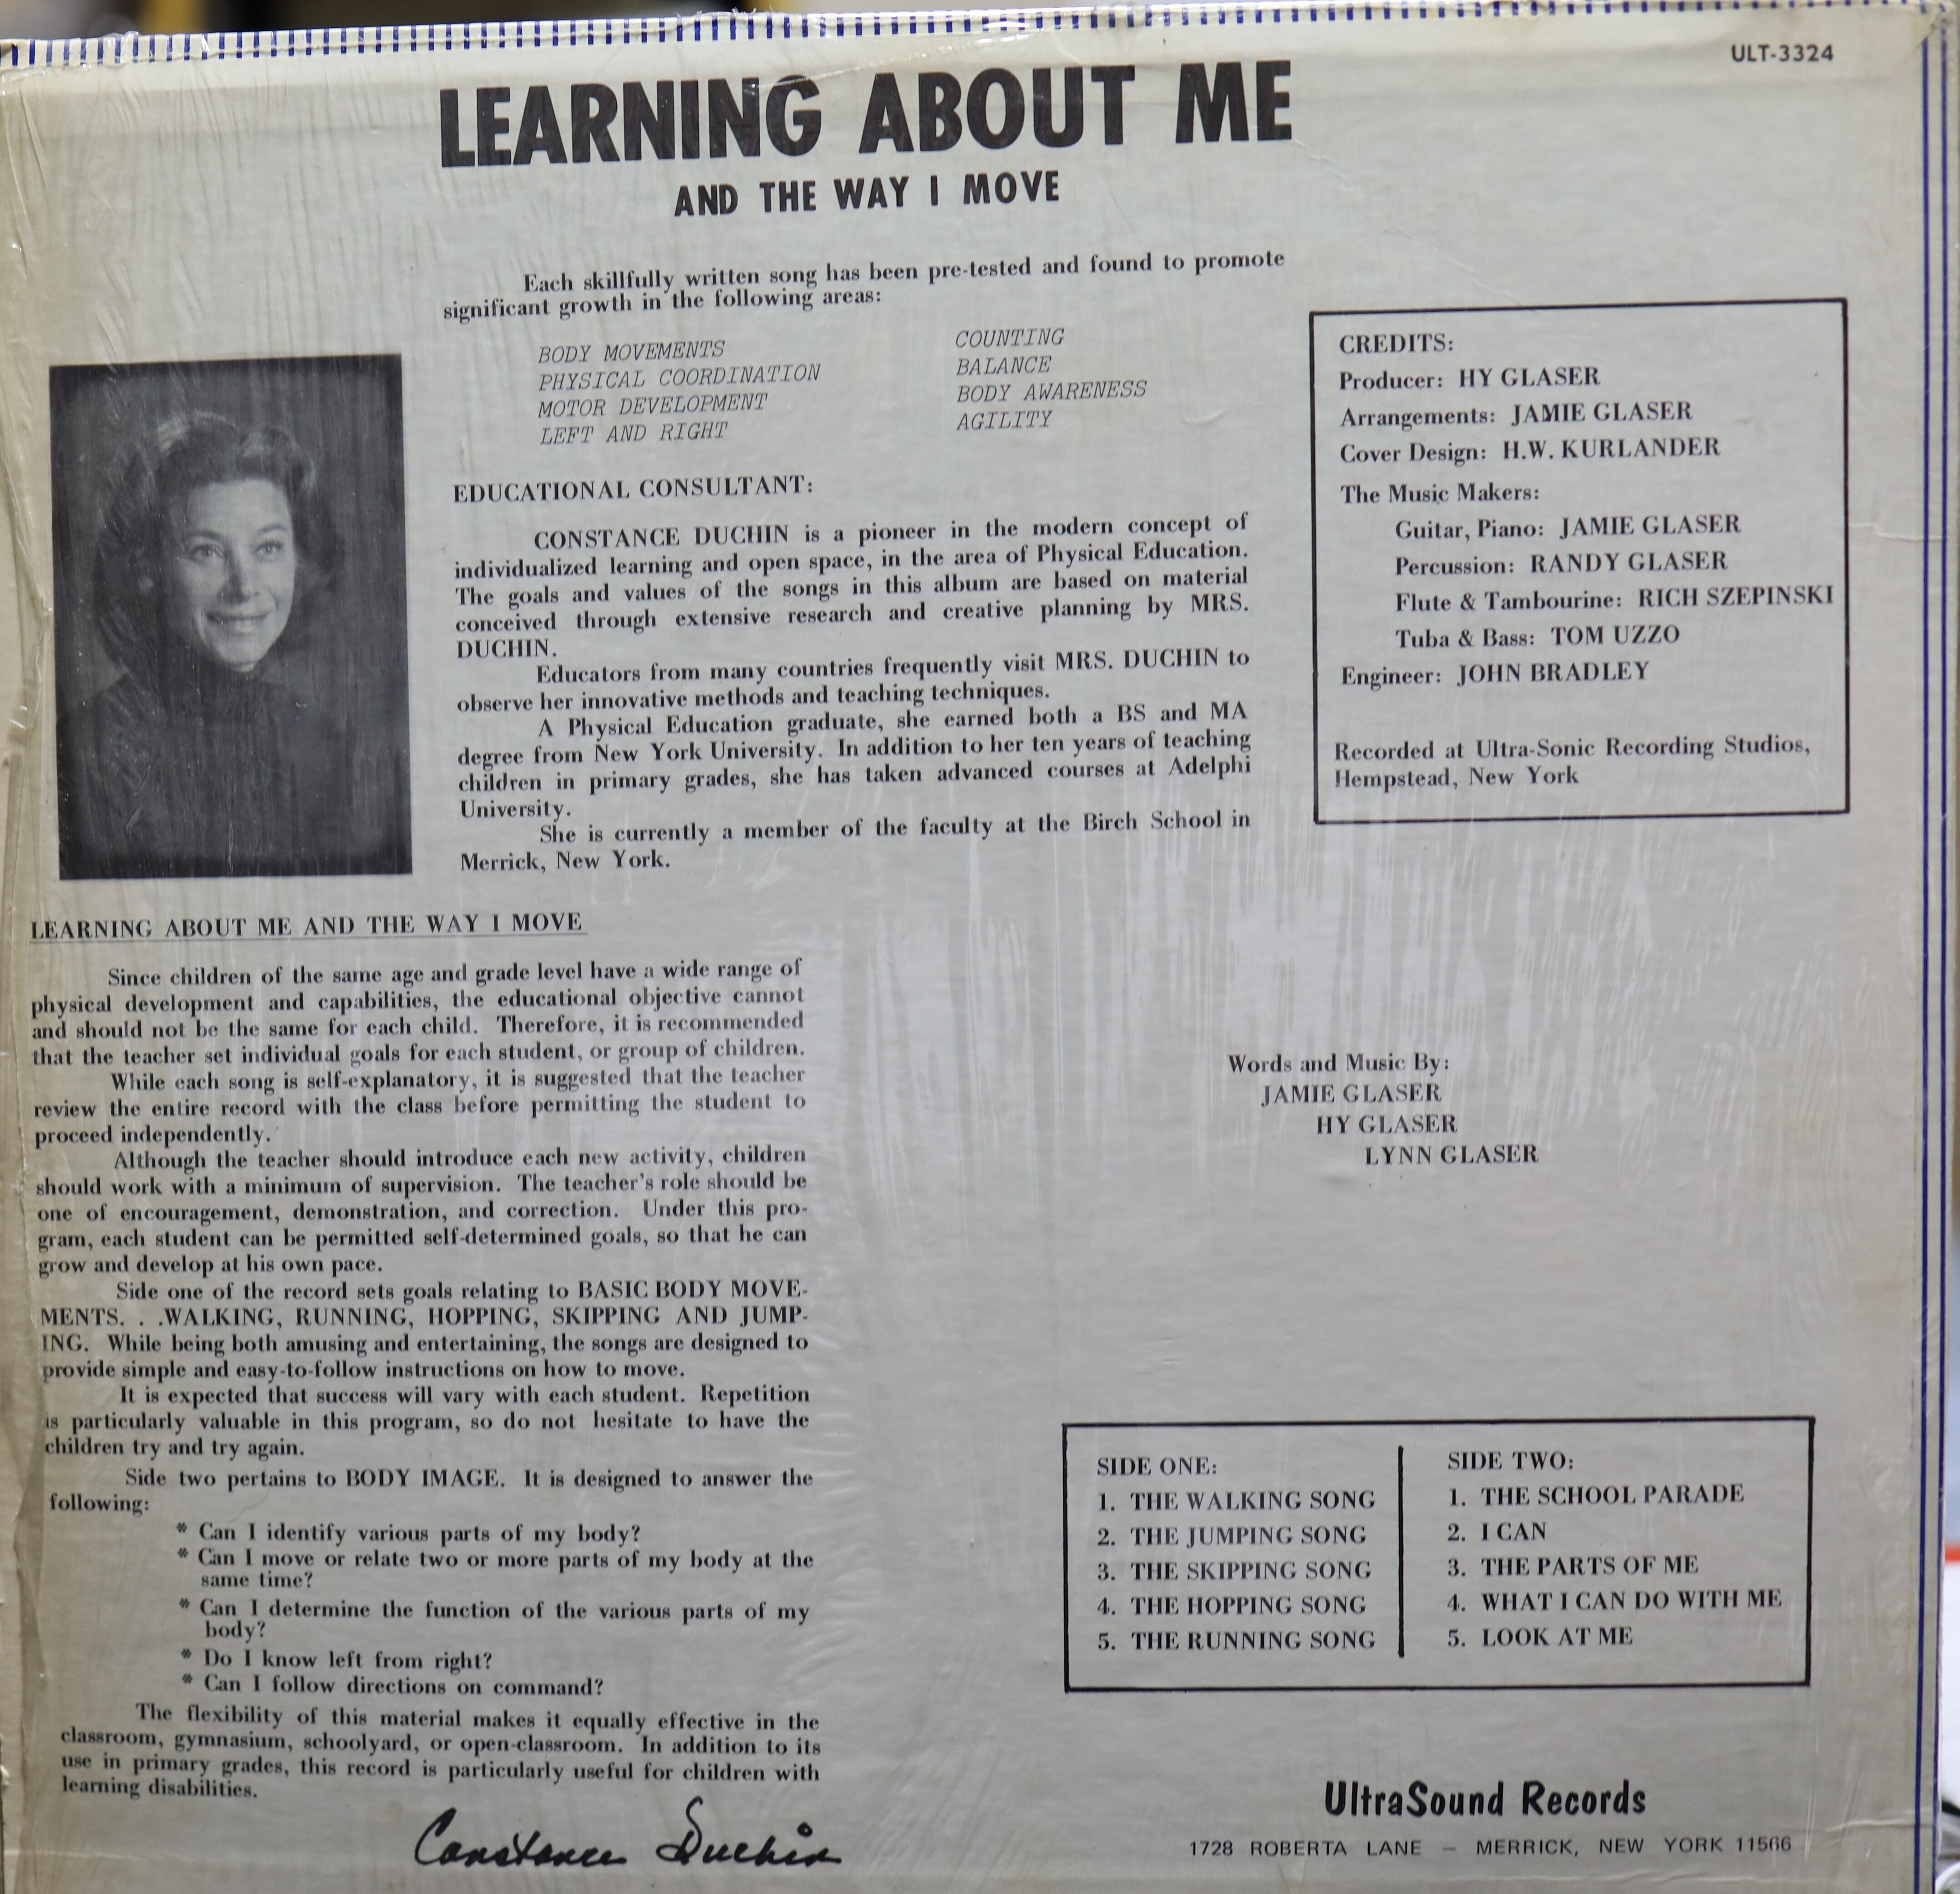 ULT-3324
LEARNING ABOUT ME
AND THE WAY I MOVE
Each skillfully written song has been pre-tested and found to promote
significant growth in the following areas:
BODY MOVEMENTS
PHYSICAL COORDINATION
MOTOR DEVELOPMENT
LEFT AND RIGHT
COUNTING
BALANCE
BODY AWARENESS
AGILITY
EDUCATIONAL CONSULTANT:
CONSTANCE DUCHIN is a pioneer in the modern concept of
individualized learning and open space, in the area of Physical Education.
The goals and values of the songs in this album are based on material
conceived through extensive research and creative planning by MRS.
DUCHIN.
Educators from many countries frequently visit MRS. DUCHIN to
observe her innovative methods and teaching techniques.
A Physical Education graduate, she earned both a BS and MA
degree from New York University. In addition to her ten years of teaching
children in primary grades, she has taken advanced courses at Adelphi
University.
She is currently a member of the faculty at the Birch School in
Merrick, New York.
CREDITS:
Producer: HY GLASER
Arrangements: JAMIE GLASER
Cover Design: H.W. KURLANDER
The Music Makers:
Guitar, Piano: JAMIE GLASER
Percussion: RANDY GLASER
Flute & Tambourine: RICH SZEPINSKI
Tuba & Bass: TOM UZZO
Engineer: JOHN BRADLEY
Recorded at Ultra-Sonic Recording Studios,
Hempstead, New York
LEARNING ABOUT ME AND THE WAY I MOVE
Since children of the same age and grade level have a wide range of
physical development and capabilities, the educational objective cannot
and should not be the same for each child. Therefore, it is recommended
that the teacher set individual goals for each student, or group of children.
While each song is self-explanatory, it is suggested that the teacher
review the entire record with the class before permitting the student to
proceed independently.
Although the teacher should introduce each new activity, children
should work with a minimum of supervision. The teacher's role should be
one of encouragement, demonstration, and correction. Under this pro-
gram, each student can be permitted self-determined goals, so that he can
grow and develop at his own pace.
Side one of the record sets goals relating to BASIC BODY MOVE-
MENTS. . .WALKING, RUNNING, HOPPING, SKIPPING AND JUMP-
ING. While being both amusing and entertaining, the songs are designed to
provide simple and easy-to-follow instructions on how to move.
It is expected that success will vary with each student. Repetition
is particularly valuable in this program, so do not hesitate to have the
children try and try again.
Side two pertains to BODY IMAGE. It is designed to answer the
following:
* Can I identify various parts of my body?
* Can I move or relate two or more parts of my body at the
same time?
* Can I determine the function of the various parts of my
body?
* Do I know left from right?
* Can I follow directions on command?
The flexibility of this material makes it equally effective in the
classroom, gymnasium, schoolyard, or open-classroom. In addition to its
use in primary grades, this record is particularly useful for children with
learning disabilities.
Constance Duchin
Words and Music By:
JAMIE GLASER
HY GLASER
LYNN GLASER
SIDE ONE:
1. THE WALKING SONG
2. THE JUMPING SONG
3. THE SKIPPING SONG
4. THE HOPPING SONG
5. THE RUNNING SONG
SIDE TWO:
1. THE SCHOOL PARADE
2. I CAN
3. THE PARTS OF ME
4. WHAT I CAN DO WITH ME
5. LOOK AT ME
UltraSound Records
1728 ROBERTA LANE – MERRICK, NEW YORK 11566